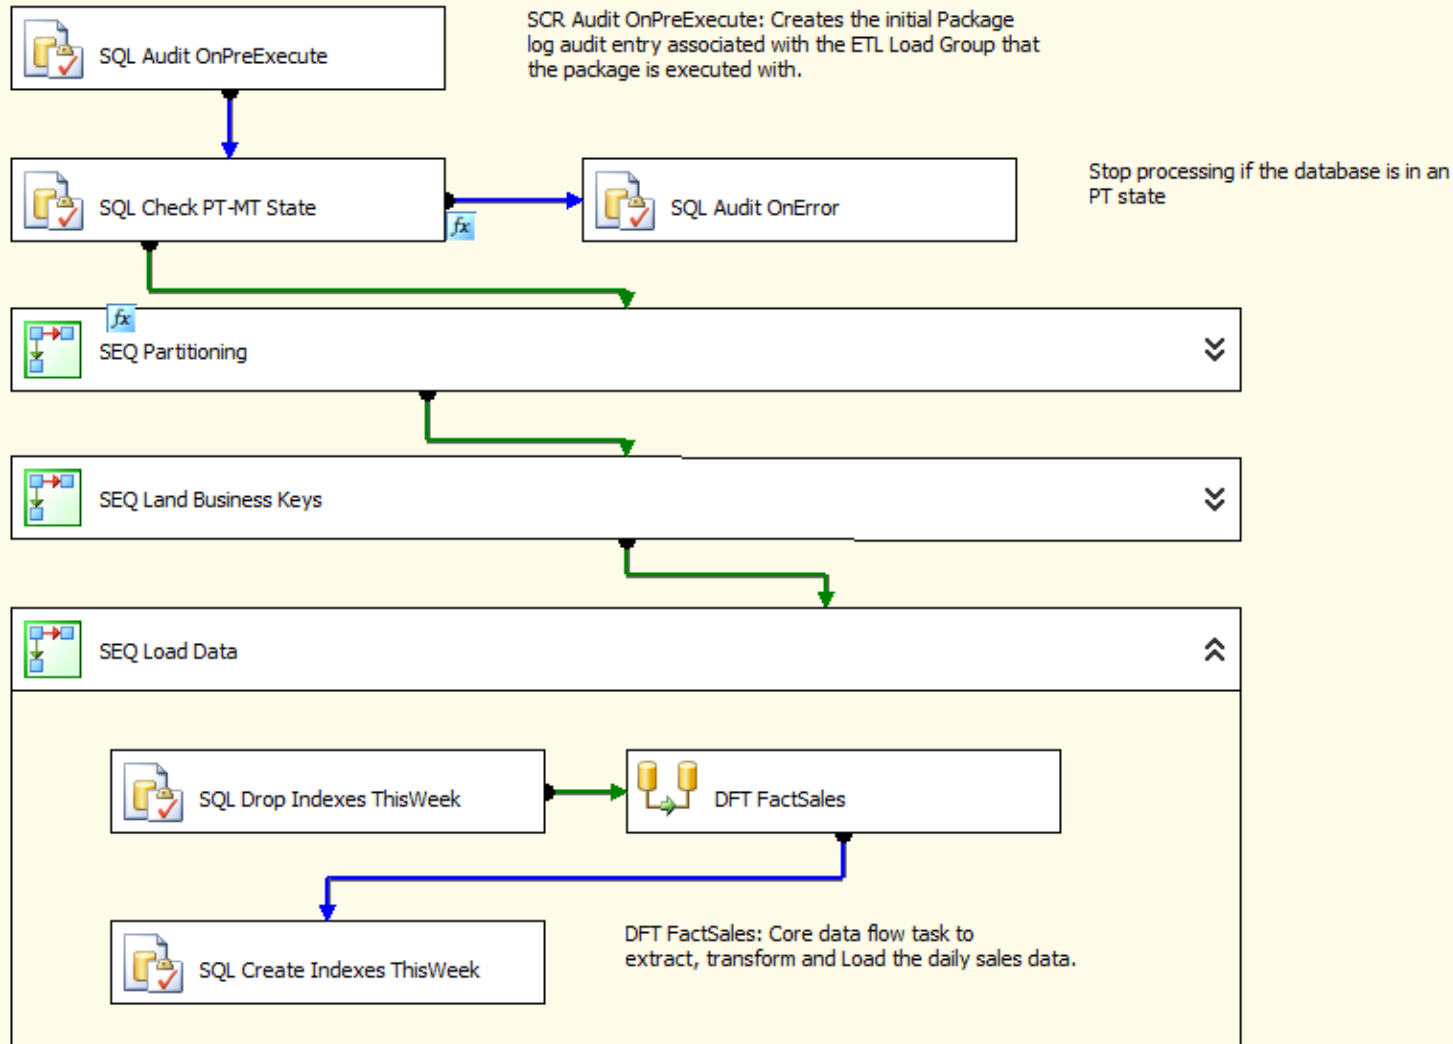 SQL Audit OnPreExecute
SCR Audit OnPreExecute: Creates the initial Package
log audit entry associated with the ETL Load Group that
the package is executed with.
SQL Check PT-MT State
fx
SQL Audit OnError
Stop processing if the database is in an
PT state
fx
SEQ Partitioning
SEQ Land Business Keys
SEQ Load Data
SQL Drop Indexes ThisWeek
DFT FactSales
SQL Create Indexes ThisWeek
DFT FactSales: Core data flow task to
extract, transform and Load the daily sales data.